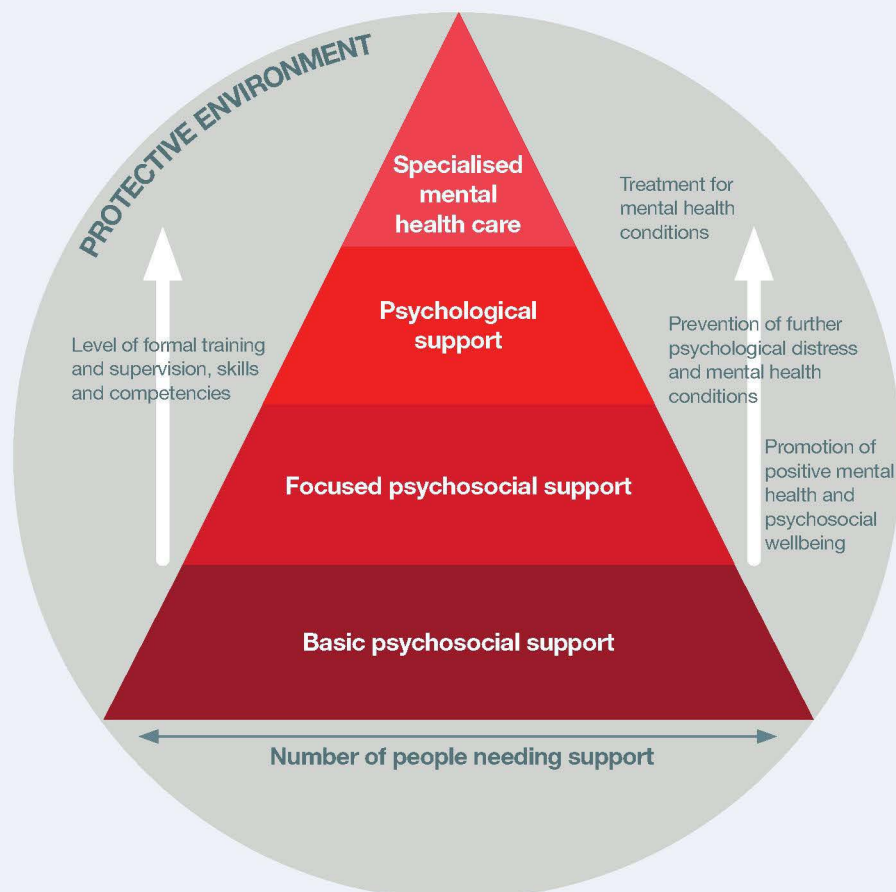 PROTECTIVE ENVIRONMENT
Specialised
mental
health care
Treatment for
mental health
conditions
Psychological
support
Level of formal training
and supervision, skills
and competencies
Prevention of further
psychological distress
and mental health
conditions
Focused psychosocial support
Promotion of
positive mental
health and
psychosocial
wellbeing
Basic psychosocial support
Number of people needing support